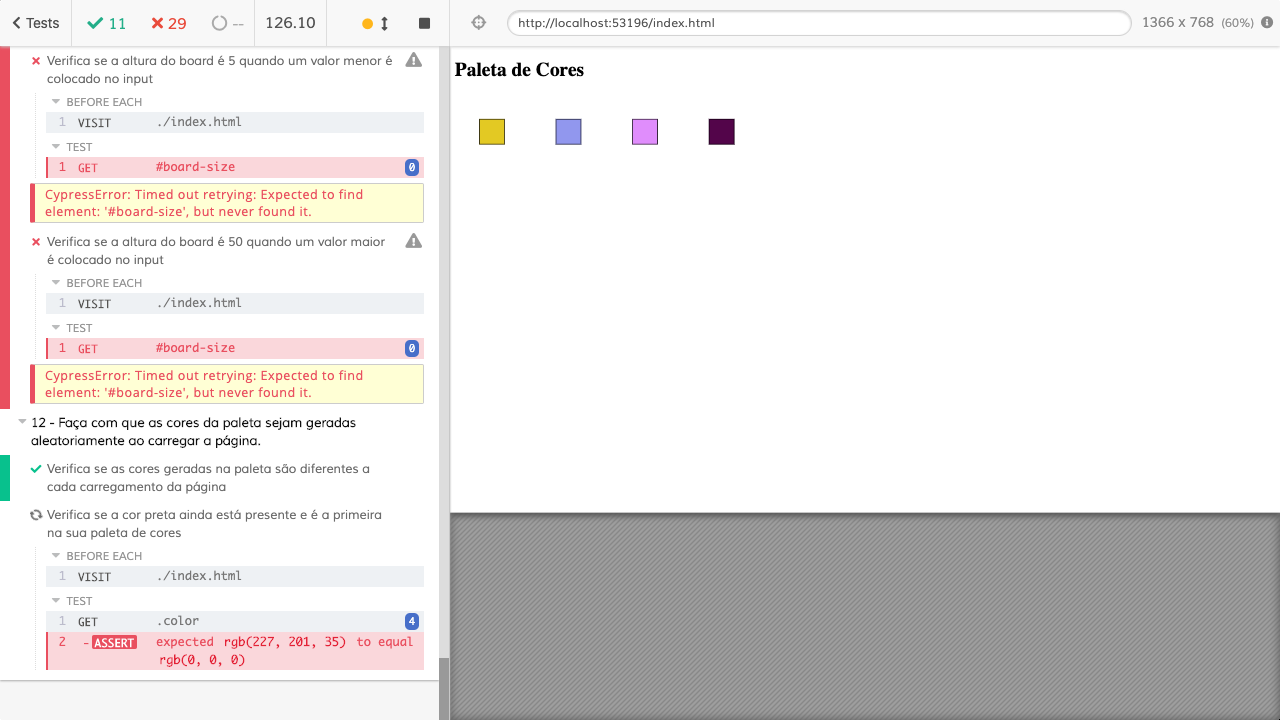 Tests 11 29 -- 126.10 http://localhost:53196/index.html 1366 x 768 (60%)
Verifica se a altura do board é 5 quando um valor menor é
colocado no input
BEFORE EACH
1 VISIT ./index.html
TEST
1 GET #board-size 0
CypressError: Timed out retrying: Expected to find
element: '#board-size', but never found it.
Verifica se a altura do board é 50 quando um valor maior
é colocado no input
BEFORE EACH
1 VISIT ./index.html
TEST
1 GET #board-size 0
CypressError: Timed out retrying: Expected to find
element: '#board-size', but never found it.
12 - Faça com que as cores da paleta sejam geradas
aleatoriamente ao carregar a página.
Verifica se as cores geradas na paleta são diferentes a
cada carregamento da página
Verifica se a cor preta ainda está presente e é a primeira
na sua paleta de cores
BEFORE EACH
1 VISIT ./index.html
TEST
1 GET .color 4
2 -ASSERT expected rgb(227, 201, 35) to equal
rgb(0, 0, 0)
Paleta de Cores